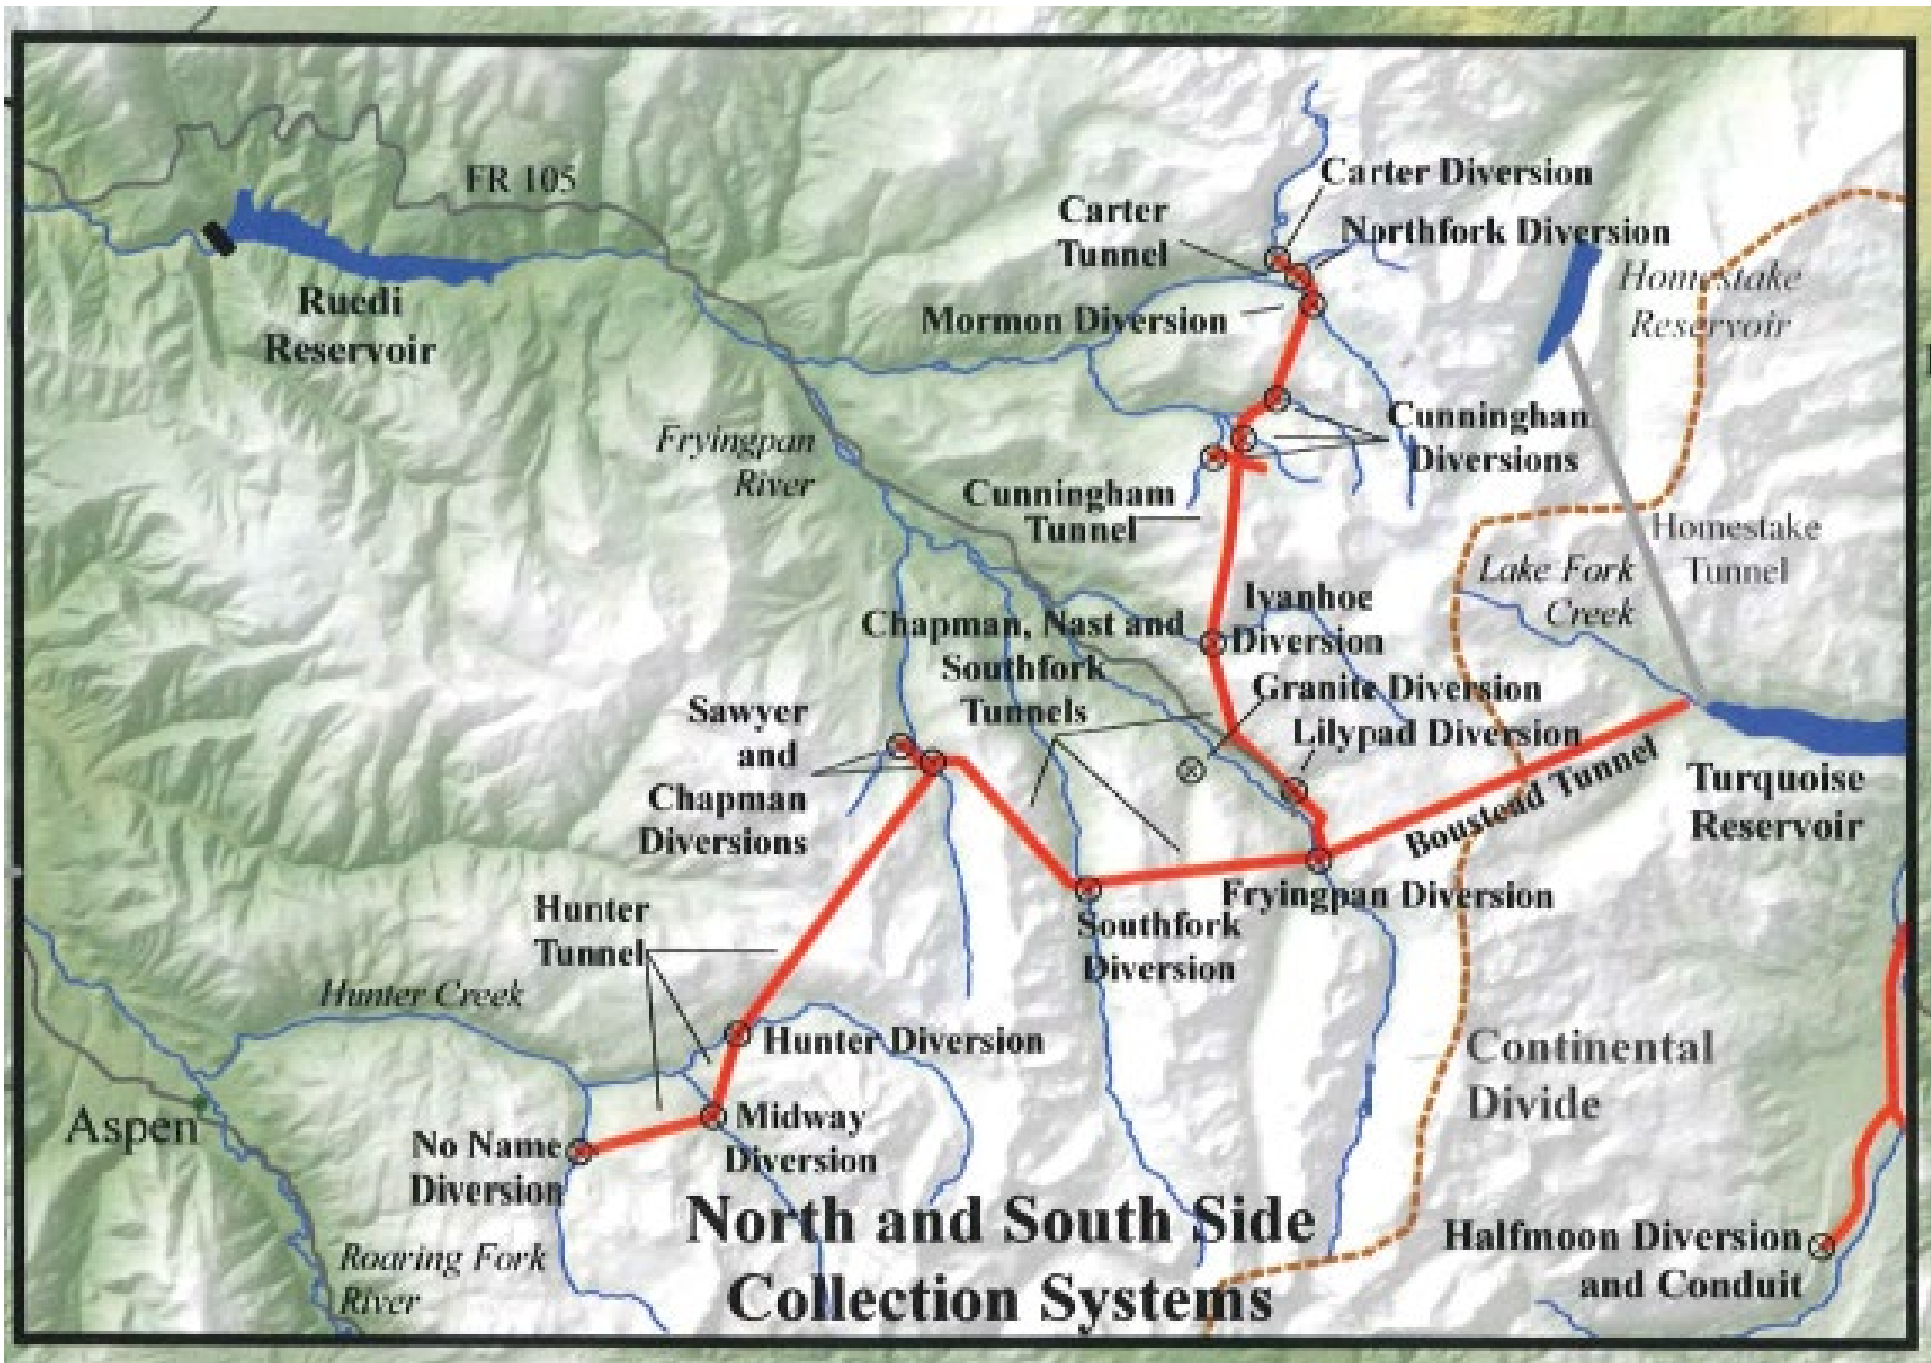 FR 105
Carter Diversion
Carter
Tunnel
Northfork Diversion
Homestake
Reservoir
Ruedi
Reservoir
Mormon Diversion
Cunninghan
Diversions
Fryingpan
River
Cunningham
Tunnel
Homestake
Tunnel
Lake Fork
Creek
Ivanhoe
Diversion
Chapman, Nast and
Southfork
Tunnels
Granite Diversion
Lilypad Diversion
Sawyer
and
Chapman
Diversions
Boustead Tunnel
Turquoise
Reservoir
Fryingpan Diversion
Southfork
Diversion
Hunter
Tunnel
Hunter Creek
Hunter Diversion
Continental
Divide
Aspen
Midway
Diversion
No Name
Diversion
North and South Side
Collection Systems
Halfmoon Diversion
and Conduit
Roaring Fork
River